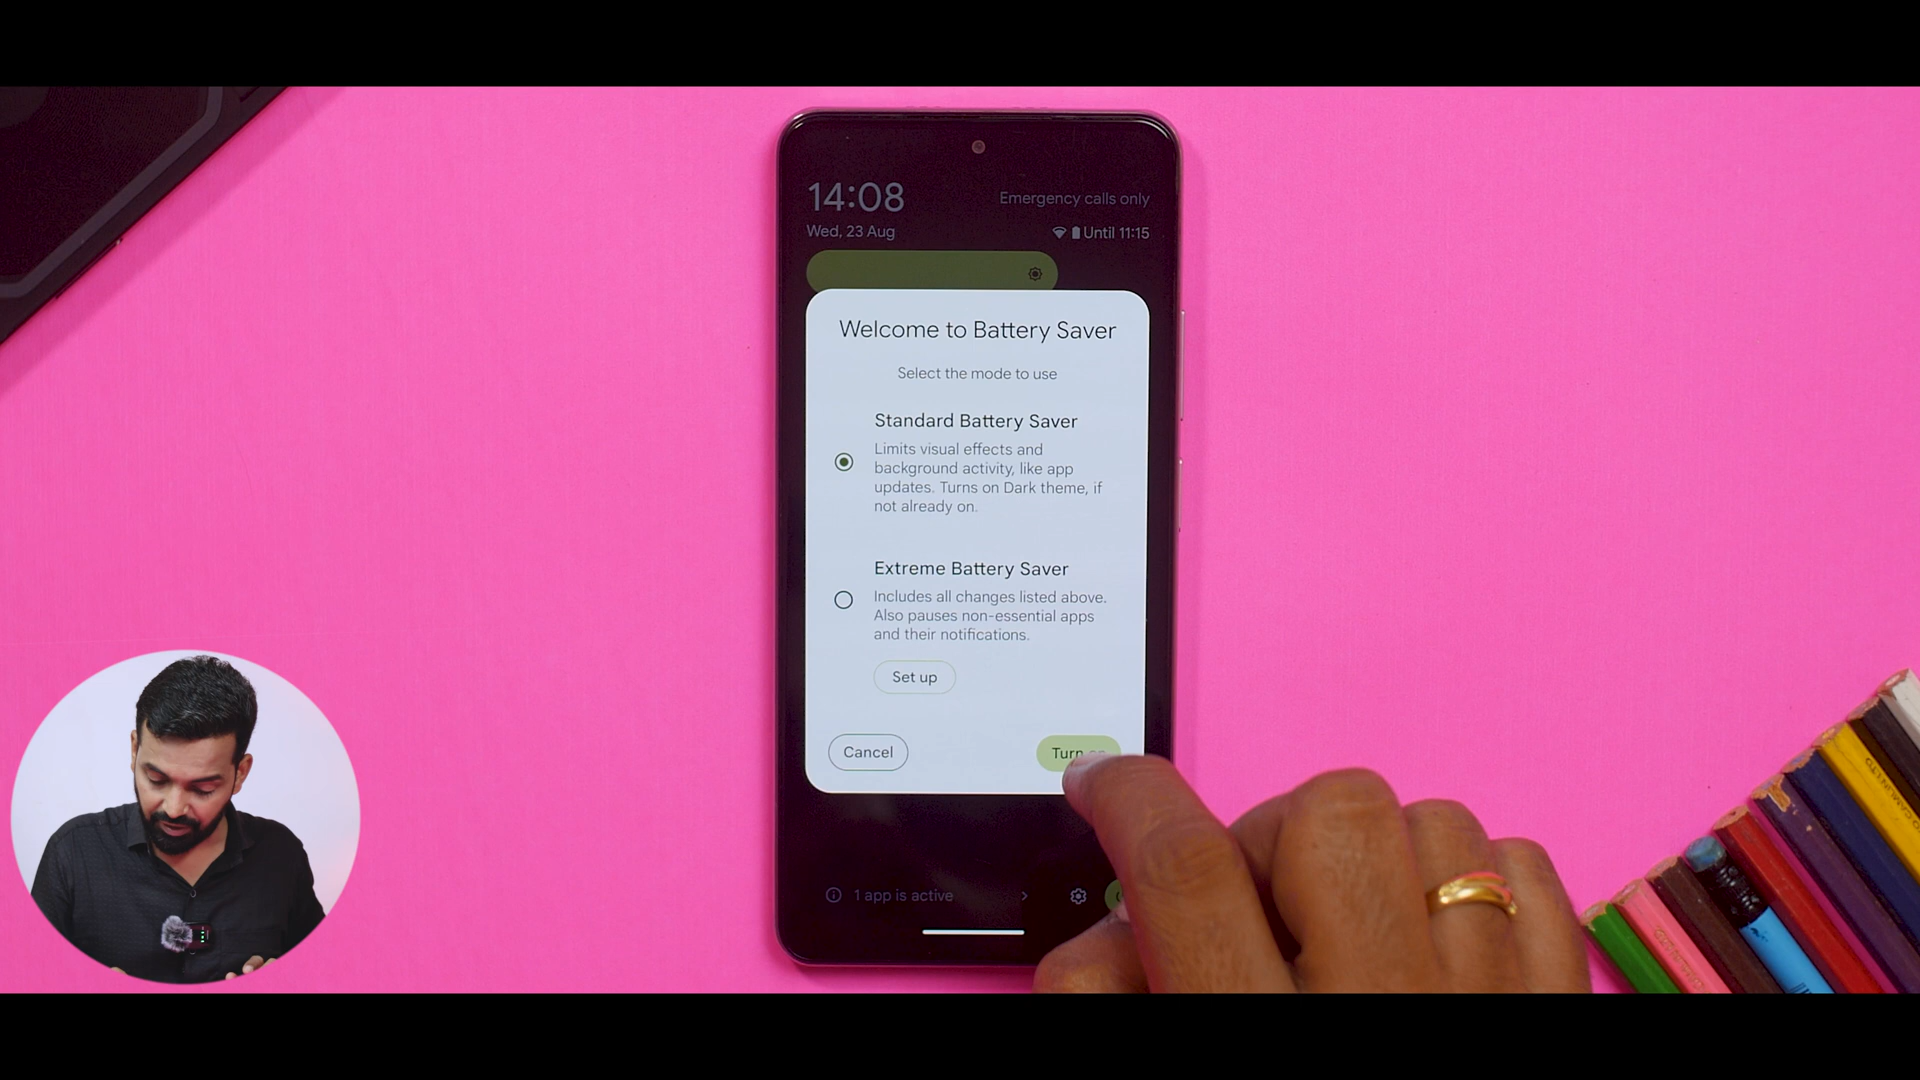 14:08
Emergency calls only
Wed, 23 Aug
Until 11:15
Welcome to Battery Saver
Select the mode to use
Standard Battery Saver
Limits visual effects and
background activity, like app
updates. Turns on Dark theme, if
not already on.
Extreme Battery Saver
Includes all changes listed above.
Also pauses non-essential apps
and their notifications.
Set up
Cancel
Turn on
1 app is active